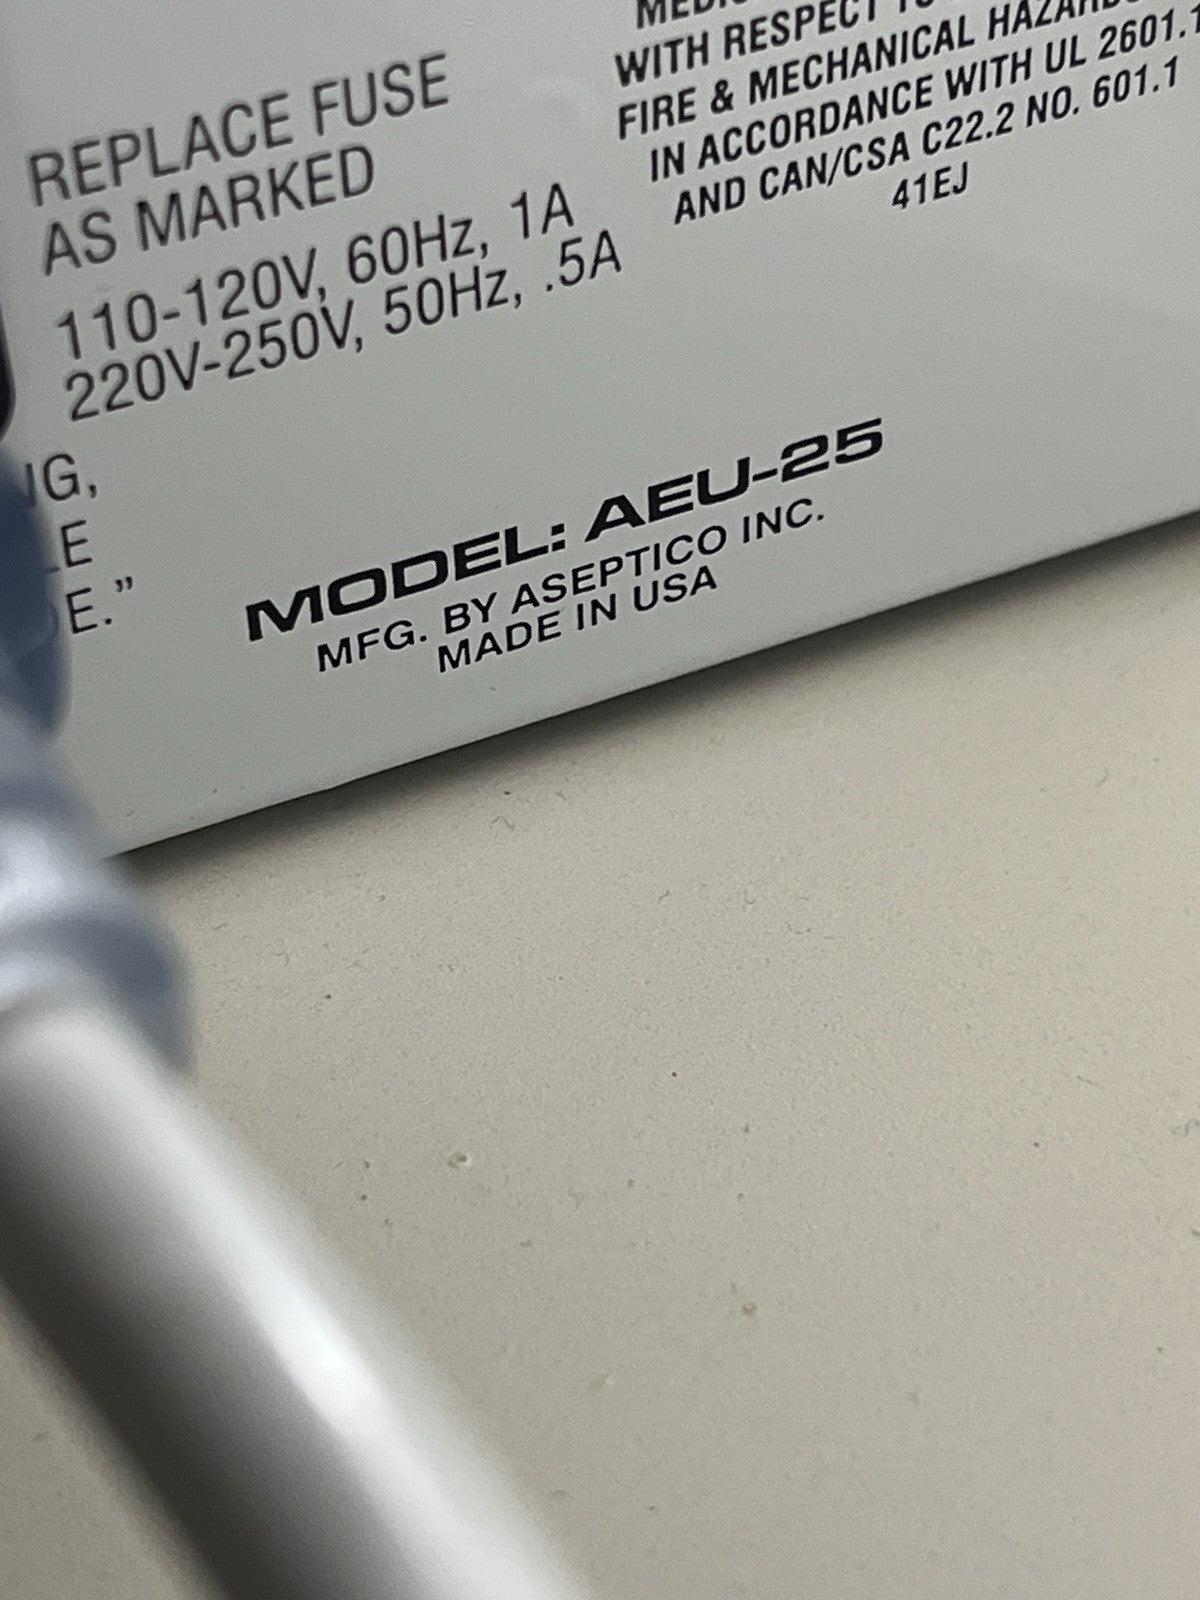 REPLACE FUSE
AS MARKED
110-120V, 60Hz, 1A
220V-250V, 50Hz, .5A
WITH RESPECT
FIRE & MECHANICAL
IN ACCORDANCE WITH UL 2601.1
AND CAN/CSA C22.2 NO. 601.1
41EJ
MODEL: AEU-25
MFG. BY ASEPTICO INC.
MADE IN USA